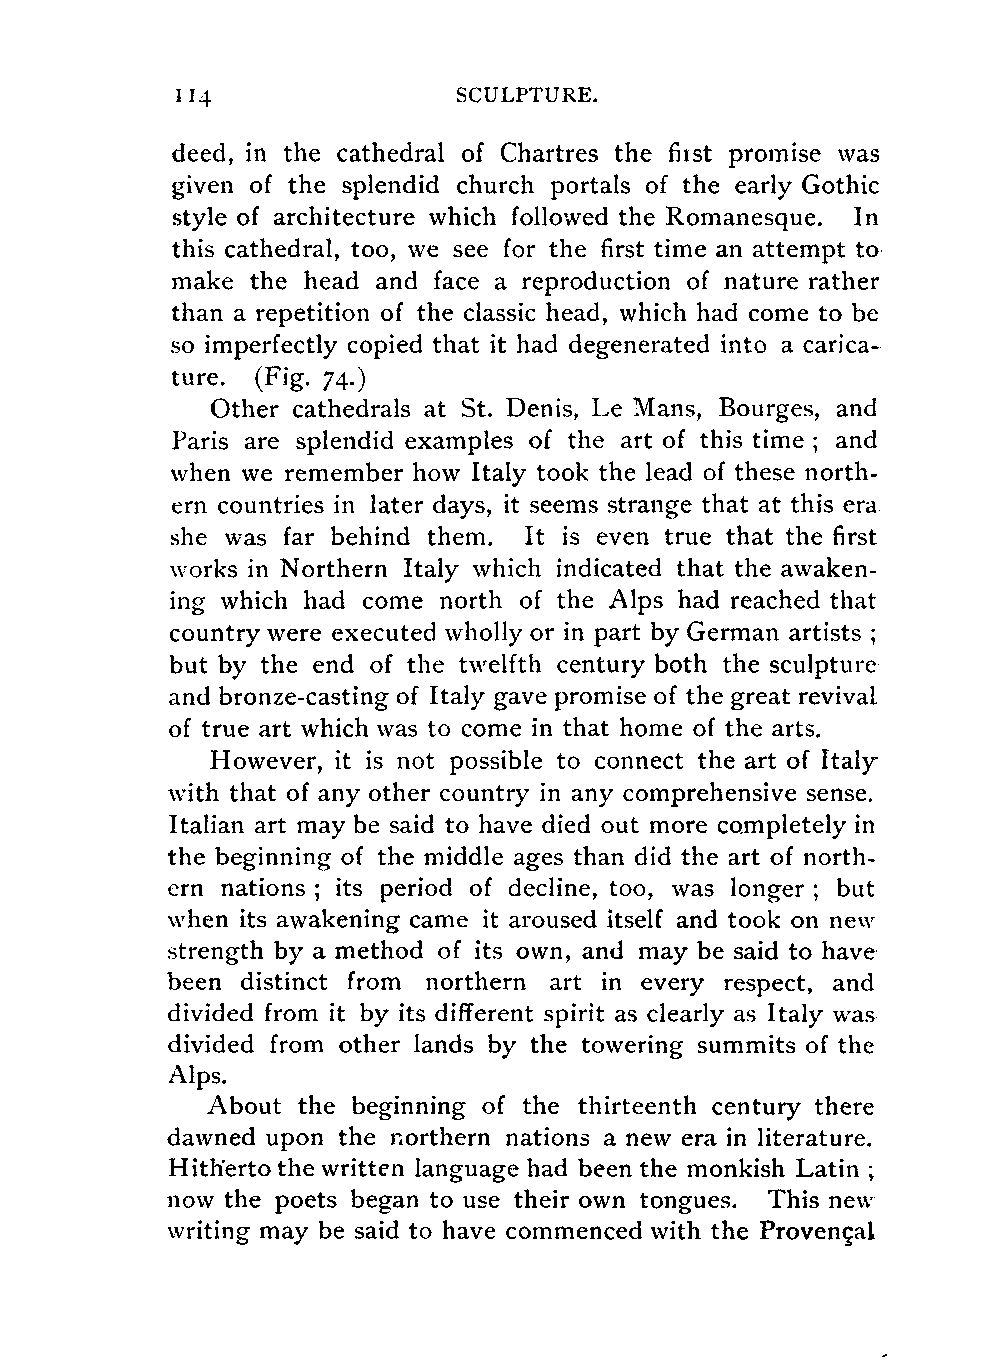 114 SCULPTURE.
deed, in the cathedral of Chartres the first promise was
given of the splendid church portals of the early Gothic
style of architecture which followed the Romanesque. In
this cathedral, too, we see for the first time an attempt to
make the head and face a reproduction of nature rather
than a repetition of the classic head, which had come to be
so imperfectly copied that it had degenerated into a carica-
ture. (Fig. 74.)
Other cathedrals at St. Denis, Le Mans, Bourges, and
Paris are splendid examples of the art of this time ; and
when we remember how Italy took the lead of these north-
ern countries in later days, it seems strange that at this era
she was far behind them. It is even true that the first
works in Northern Italy which indicated that the awaken-
ing which had come north of the Alps had reached that
country were executed wholly or in part by German artists ;
but by the end of the twelfth century both the sculpture
and bronze-casting of Italy gave promise of the great revival
of true art which was to come in that home of the arts.
However, it is not possible to connect the art of Italy
with that of any other country in any comprehensive sense.
Italian art may be said to have died out more completely in
the beginning of the middle ages than did the art of north-
ern nations ; its period of decline, too, was longer ; but
when its awakening came it aroused itself and took on new
strength by a method of its own, and may be said to have
been distinct from northern art in every respect, and
divided from it by its different spirit as clearly as Italy was
divided from other lands by the towering summits of the
Alps.
About the beginning of the thirteenth century there
dawned upon the northern nations a new era in literature.
Hitherto the written language had been the monkish Latin ;
now the poets began to use their own tongues. This new
writing may be said to have commenced with the Provençal